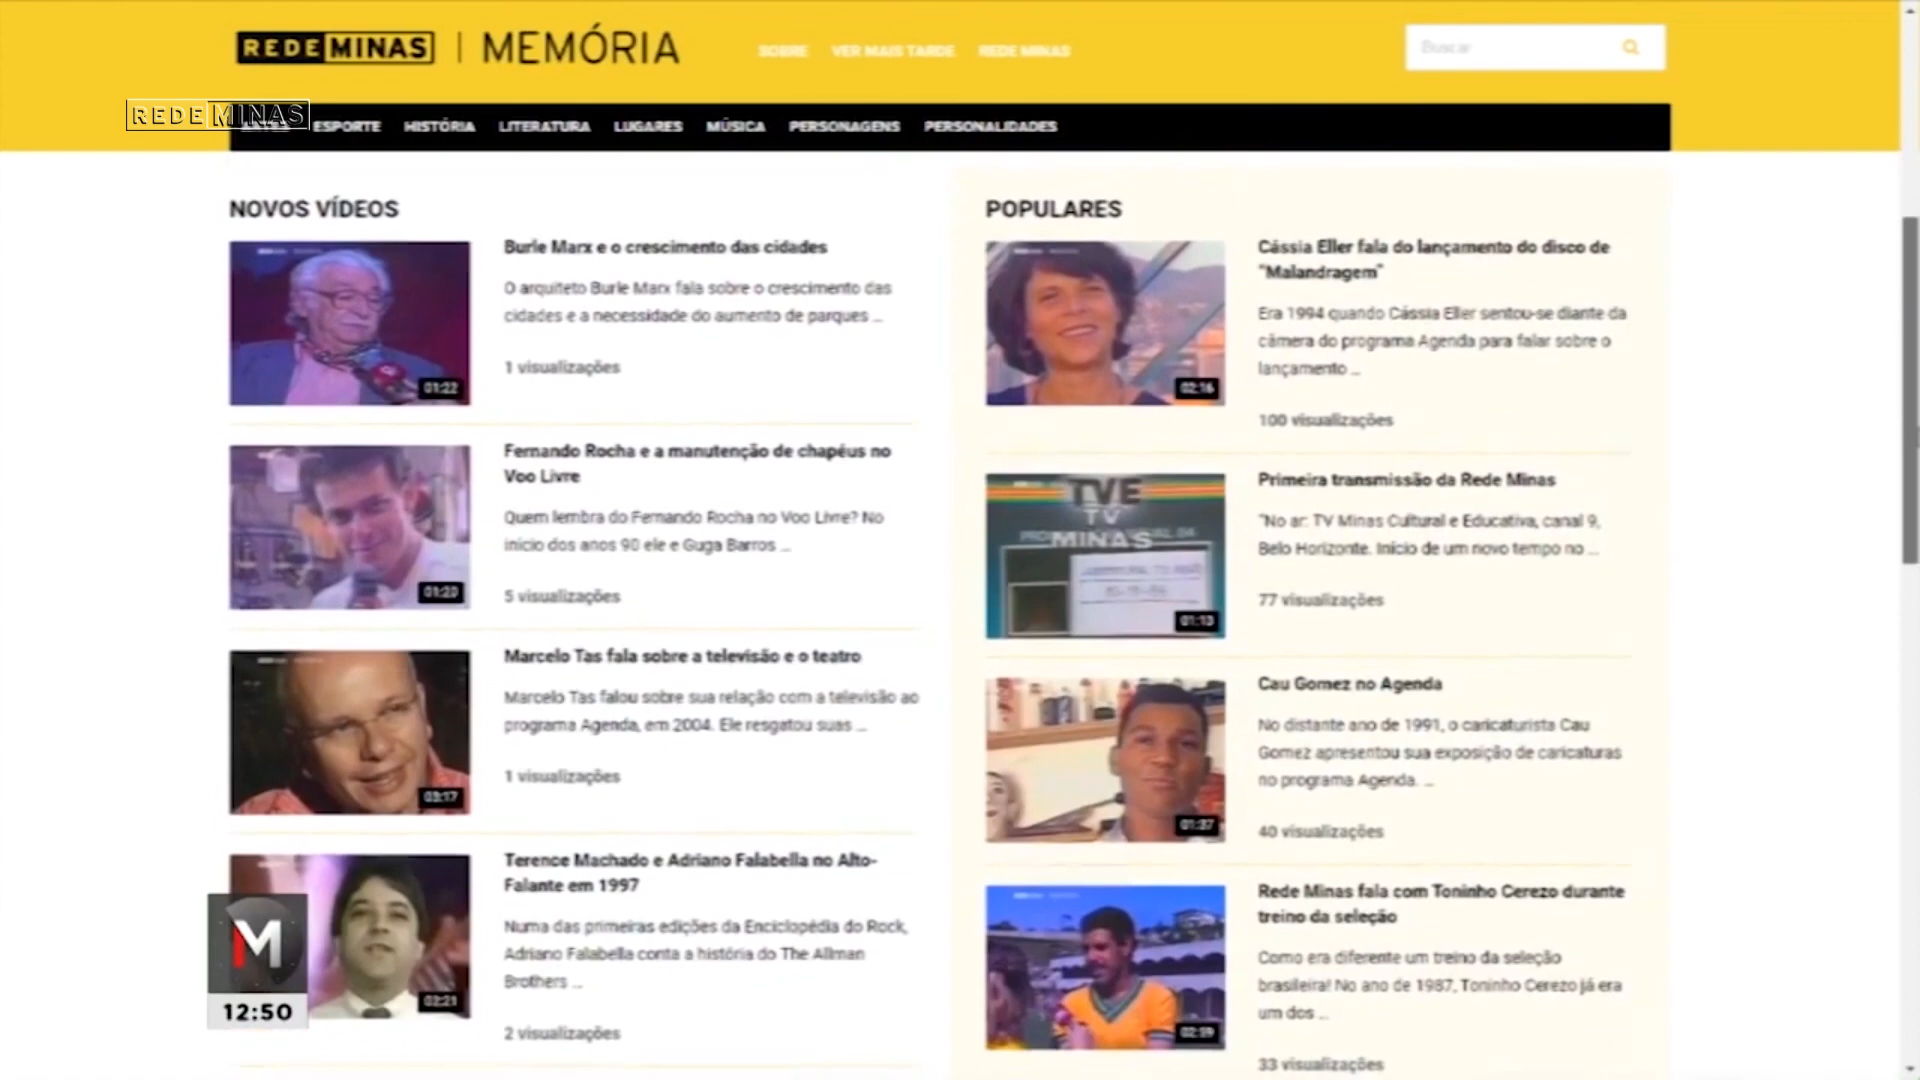 REDE MINAS | MEMÓRIA
SOBRE VER MAIS TARDE REDE MINAS
Buscar
REDE MINAS
ESPORTE HISTÓRIA LITERATURA LUGARES MÚSICA PERSONAGENS PERSONALIDADES
NOVOS VÍDEOS
Burle Marx e o crescimento das cidades
O arquiteto Burle Marx fala sobre o crescimento das
cidades e a necessidade do aumento de parques ...
1 visualizações
01:22
Fernando Rocha e a manutenção de chapéus no
Voo Livre
Quem lembra do Fernando Rocha no Voo Livre? No
início dos anos 90 ele e Guga Barros ...
5 visualizações
01:20
Marcelo Tas fala sobre a televisão e o teatro
Marcelo Tas falou sobre sua relação com a televisão ao
programa Agenda, em 2004. Ele resgatou suas ...
1 visualizações
03:17
Terence Machado e Adriano Falabella no Alto-
Falante em 1997
Numa das primeiras edições da Enciclopédia do Rock,
Adriano Falabella conta a história do The Allman
Brothers ...
2 visualizações
02:21
M
12:50
POPULARES
Cássia Eller fala do lançamento do disco de
"Malandragem"
Era 1994 quando Cássia Eller sentou-se diante da
câmera do programa Agenda para falar sobre o
lançamento ...
100 visualizações
02:16
Primeira transmissão da Rede Minas
"No ar: TV Minas Cultural e Educativa, canal 9,
Belo Horizonte. Início de um novo tempo no ...
77 visualizações
TVE
TV
MINAS
01:13
Cau Gomez no Agenda
No distante ano de 1991, o caricaturista Cau
Gomez apresentou sua exposição de caricaturas
no programa Agenda. ...
40 visualizações
01:37
Rede Minas fala com Toninho Cerezo durante
treino da seleção
Como era diferente um treino da seleção
brasileira! No ano de 1987, Toninho Cerezo já era
um dos ...
33 visualizações
02:59